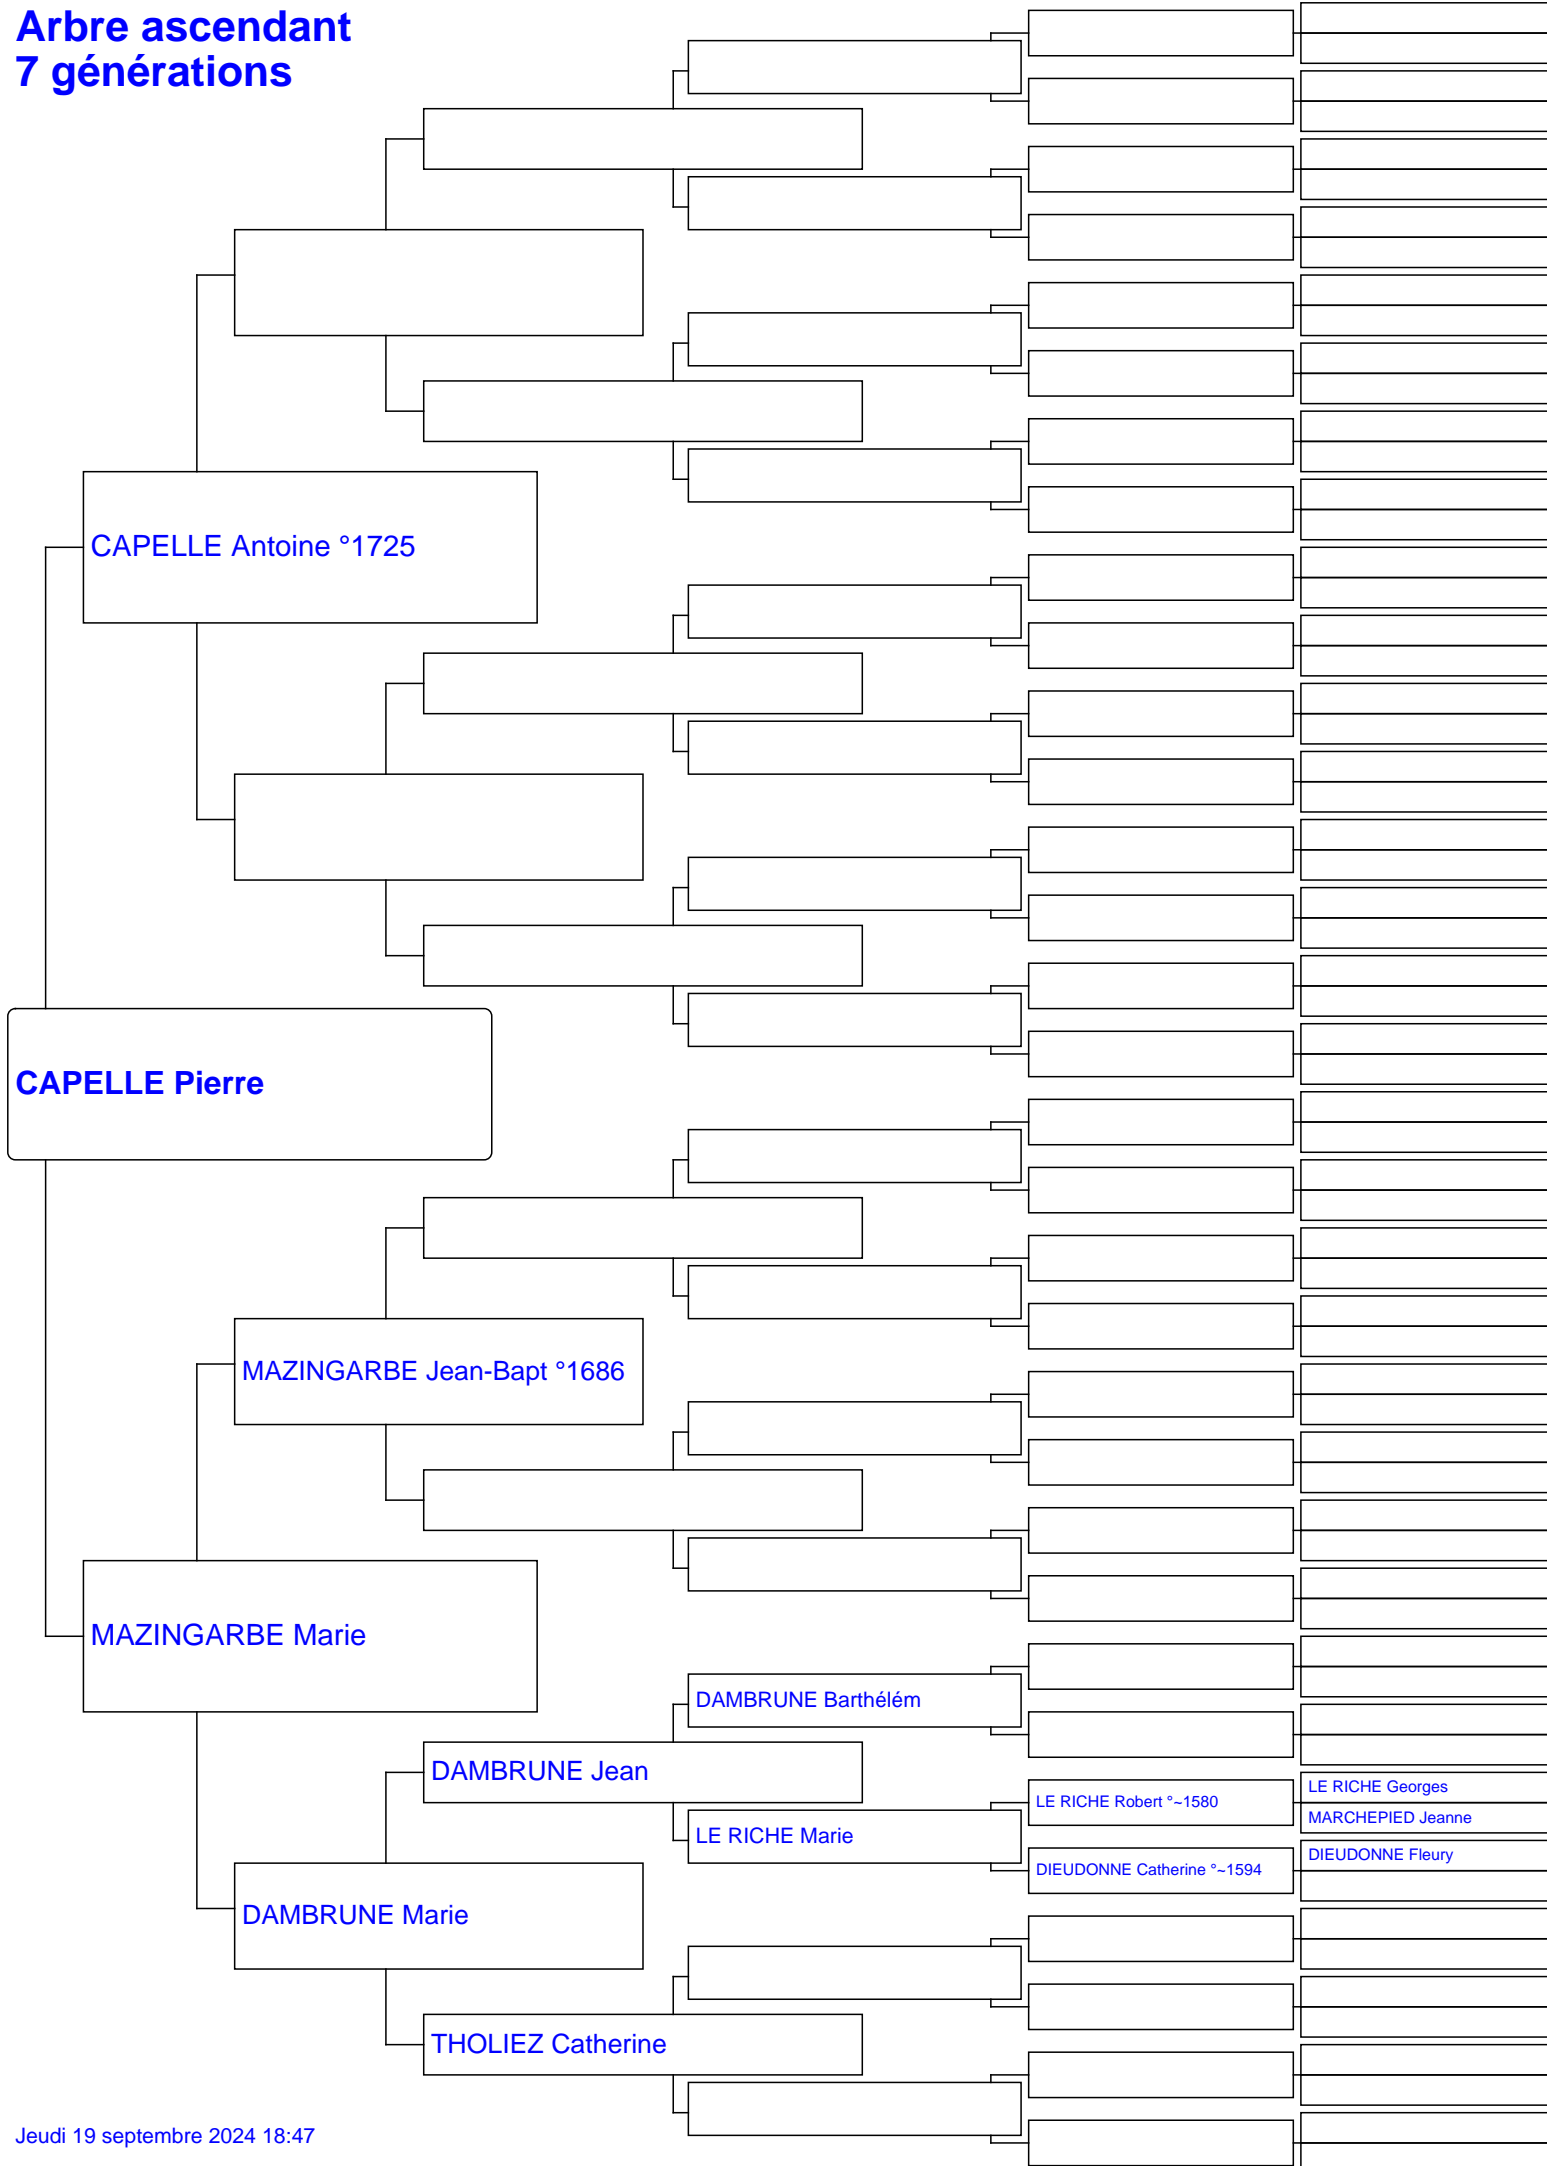 Arbre ascendant
7 générations
CAPELLE Antoine °1725
CAPELLE Pierre
MAZINGARBE Jean-Bapt °1686
MAZINGARBE Marie
DAMBRUNE Barthélém
DAMBRUNE Jean
LE RICHE Georges
LE RICHE Robert °~1580
MARCHEPIED Jeanne
LE RICHE Marie
DIEUDONNE Fleury
DIEUDONNE Catherine °~1594
DAMBRUNE Marie
THOLIEZ Catherine
Jeudi 19 septembre 2024 18:47